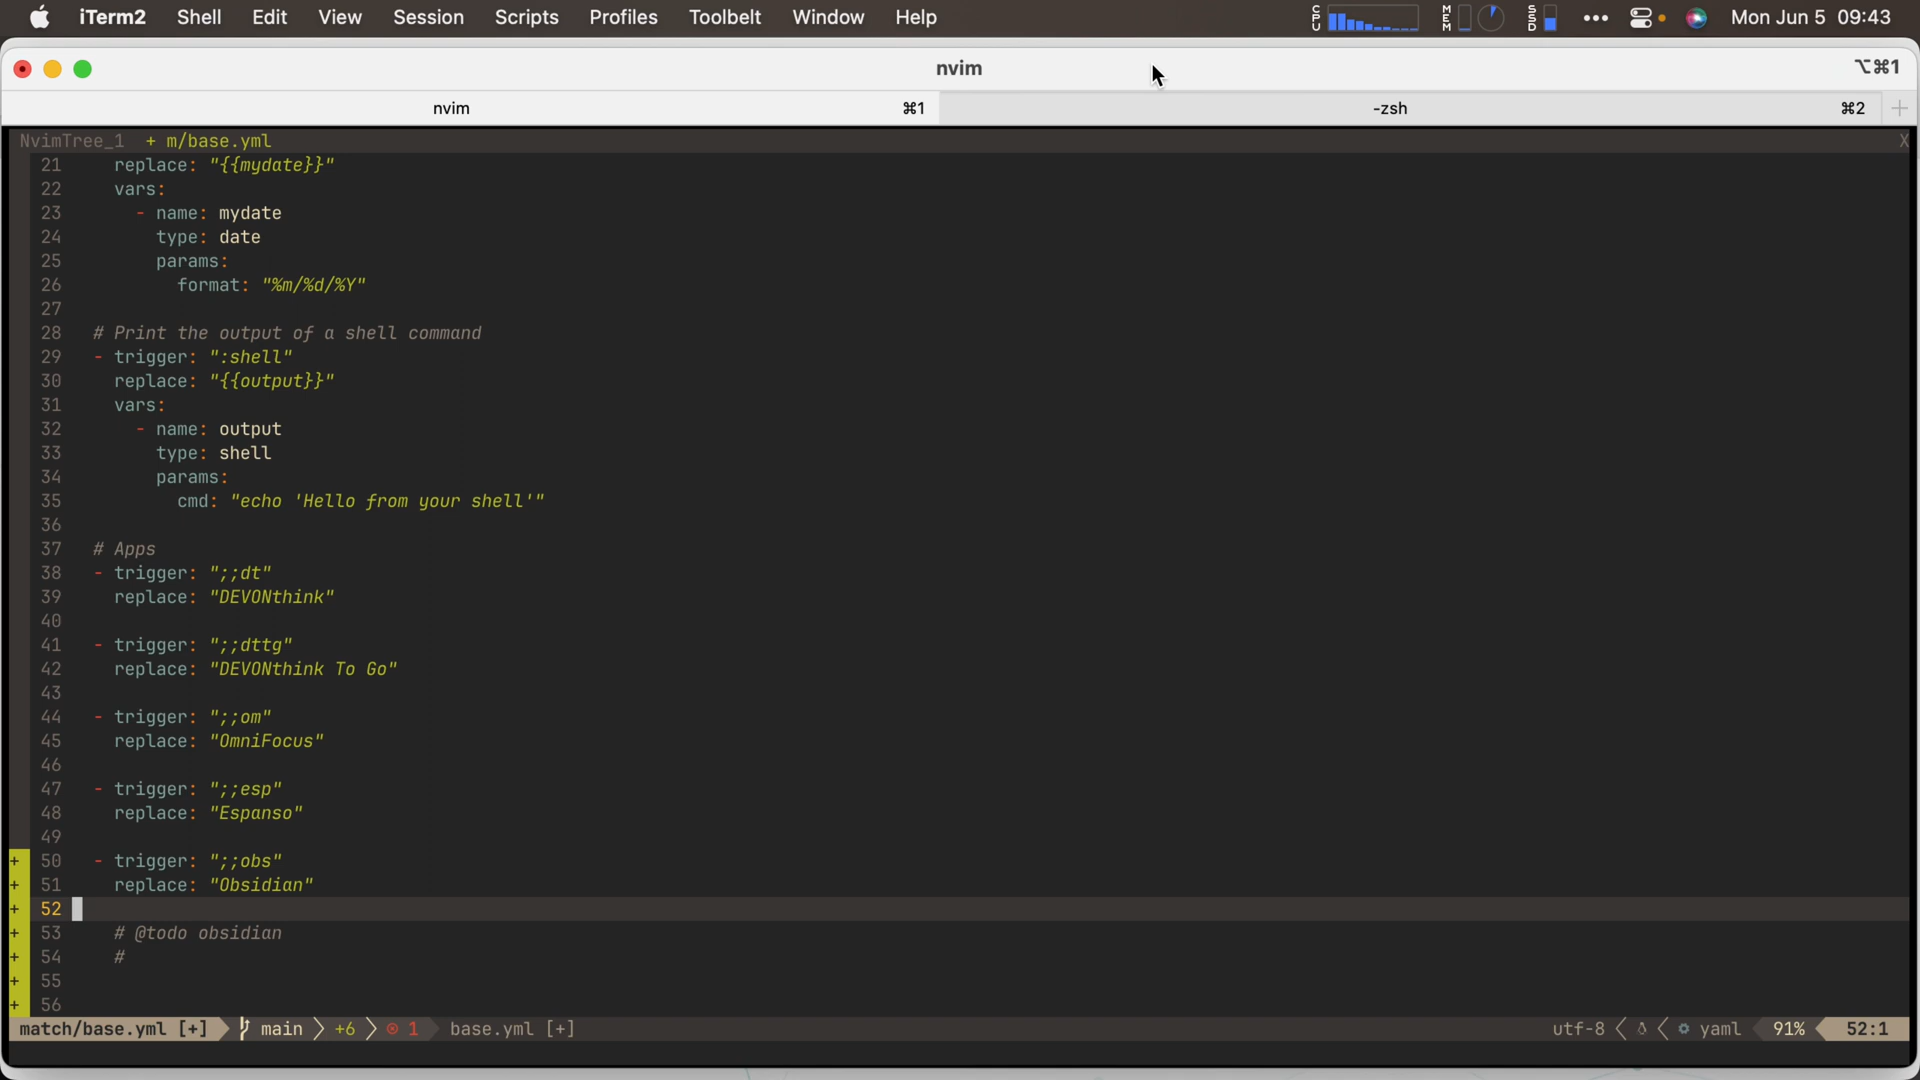 iTerm2 Shell Edit View Session Scripts Profiles Toolbelt Window Help CPU MEM SSD ••• Mon Jun 5 09:43
nvim ⌥⌘1
nvim ⌘1 -zsh ⌘2 +
NvimTree_1 + m/base.yml X
21 replace: "{{mydate}}"
22 vars:
23 - name: mydate
24 type: date
25 params:
26 format: "%m/%d/%Y"
27
28 # Print the output of a shell command
29 - trigger: ":shell"
30 replace: "{{output}}"
31 vars:
32 - name: output
33 type: shell
34 params:
35 cmd: "echo 'Hello from your shell'"
36
37 # Apps
38 - trigger: ";;dt"
39 replace: "DEVONthink"
40
41 - trigger: ";;dttg"
42 replace: "DEVONthink To Go"
43
44 - trigger: ";;om"
45 replace: "OmniFocus"
46
47 - trigger: ";;esp"
48 replace: "Espanso"
49
+ 50 - trigger: ";;obs"
+ 51 replace: "Obsidian"
+ 52
+ 53 # @todo obsidian
+ 54 #
+ 55
+ 56
match/base.yml [+] main +6 1 base.yml [+] utf-8 yaml 91% 52:1